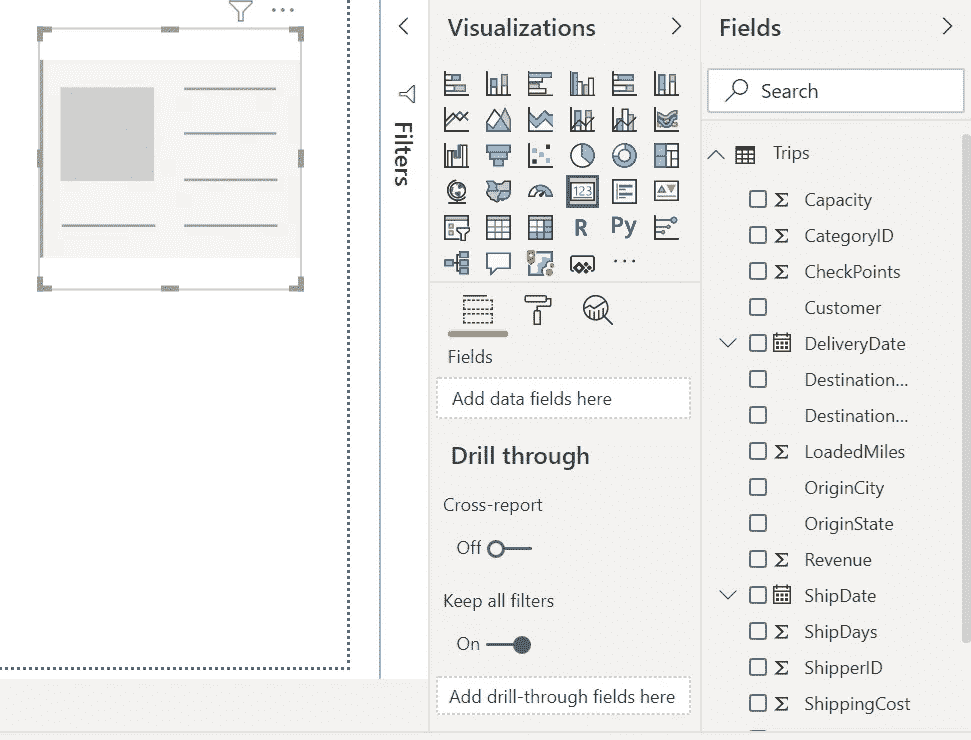 Filters
Visualizations
123
R
Py
Fields
Add data fields here
Drill through
Cross-report
Off
Keep all filters
On
Add drill-through fields here
Fields
Search
Trips
Σ Capacity
Σ CategoryID
Σ CheckPoints
Customer
DeliveryDate
Destination...
Destination...
Σ LoadedMiles
OriginCity
OriginState
Σ Revenue
ShipDate
Σ ShipDays
Σ ShipperID
Σ ShippingCost